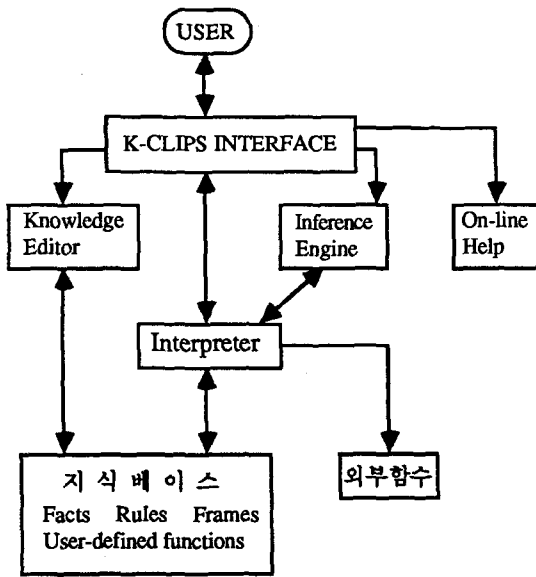 USER
K-CLIPS INTERFACE
Knowledge
Editor
Inference
Engine
On-line
Help
Interpreter
지 식 베 이 스
Facts Rules Frames
User-defined functions
외부함수